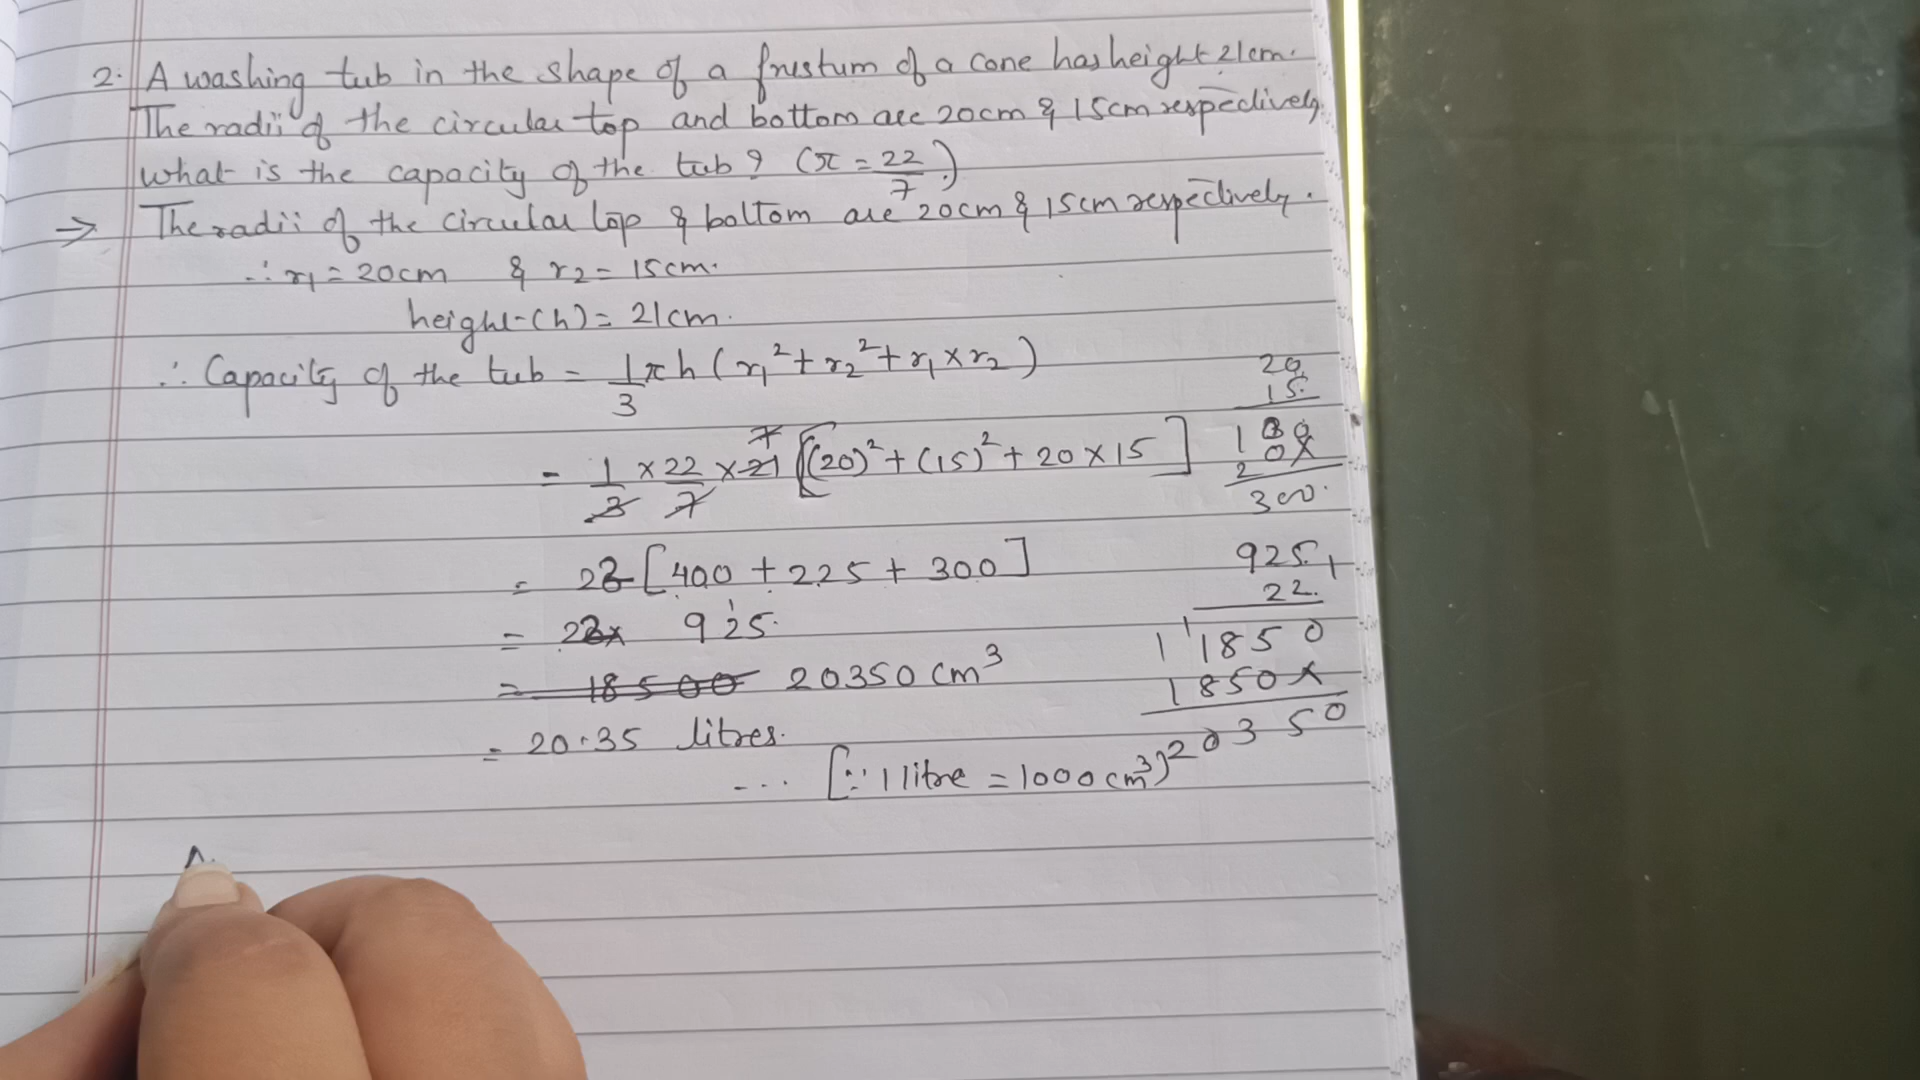 2. A washing tub in the shape of a frustum of a cone has height 21cm.
The radii of the circular top and bottom are 20cm & 15cm respectively.
what is the capacity of the tub? (π = 22/7)
→ The radii of the circular top & bottom are 20cm & 15cm respectively.
∴ r₁ = 20cm & r₂ = 15cm.
height (h) = 21cm.
∴ Capacity of the tub = 1/3 πh (r₁² + r₂² + r₁ × r₂)
= 1/3 × 22/7 × 21 [(20)² + (15)² + 20 × 15]
7
= 22 [400 + 225 + 300]
= 22 × 925.
= 18500 20350 cm³
= 20.35 litres.
... [∵ 1 litre = 1000 cm³]
20
15
100
20x
300.
925
22.
1850
1850x
20350